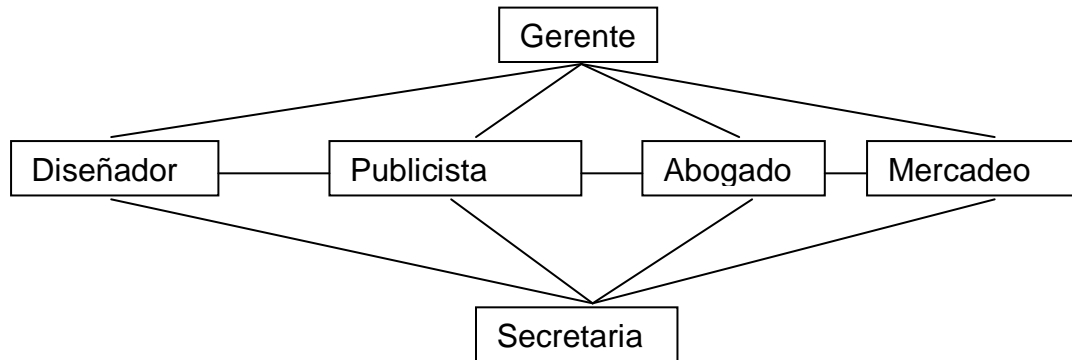 Gerente
Diseñador
Publicista
Abogado
Mercadeo
Secretaria